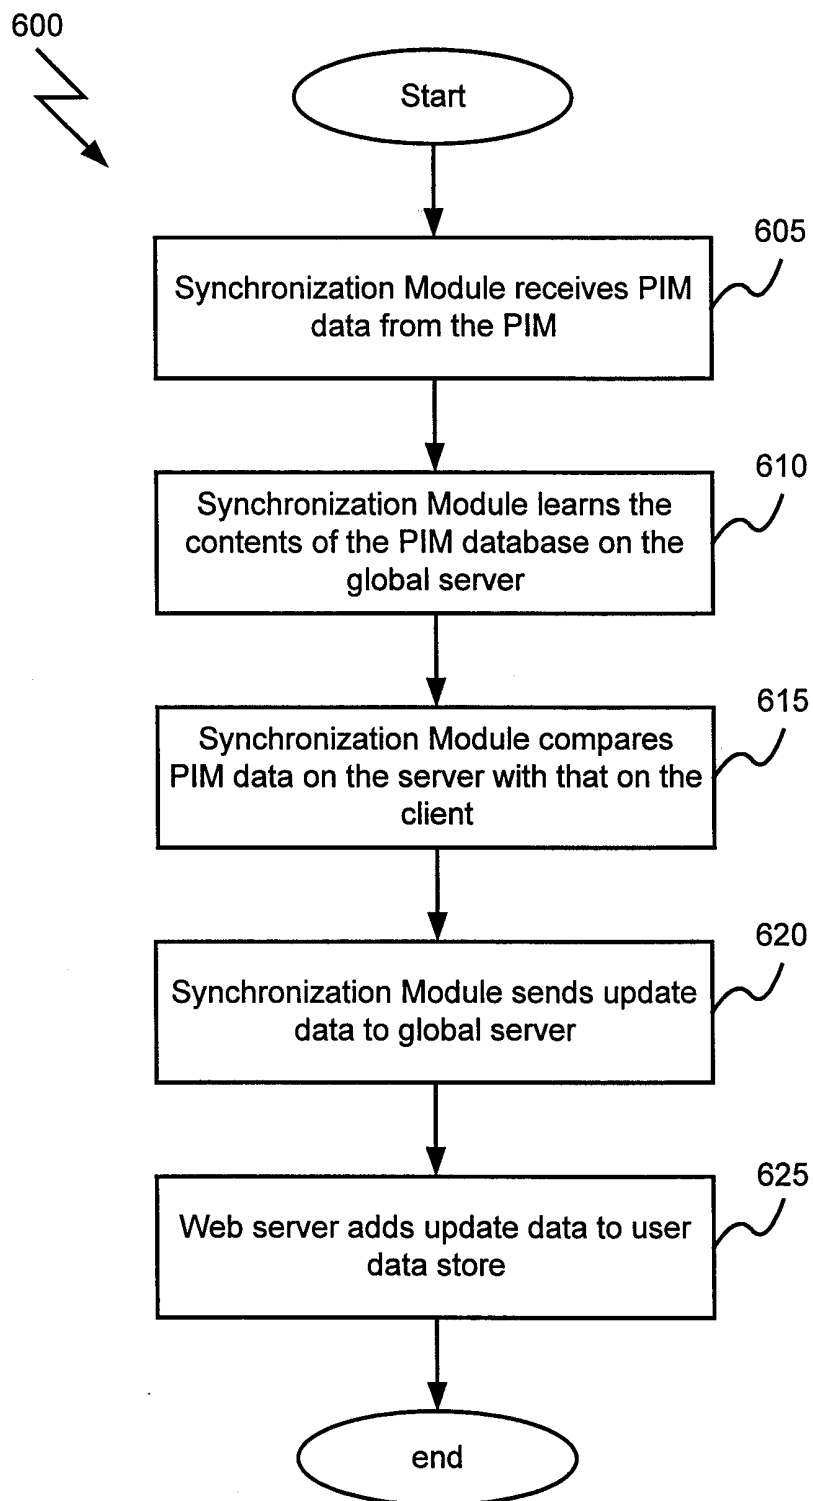 600
Start
605
Synchronization Module receives PIM
data from the PIM
610
Synchronization Module learns the
contents of the PIM database on the
global server
615
Synchronization Module compares
PIM data on the server with that on the
client
620
Synchronization Module sends update
data to global server
625
Web server adds update data to user
data store
end